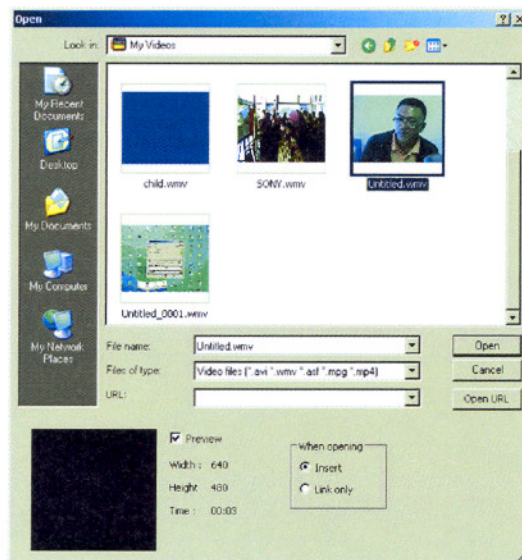 Open
Look in:
My Videos
My Recent
Documents
Desktop
My Documents
My Computer
My Network
Places
child.wmv
SONY.wmv
Untitled.wmv
Untitled_0001.wmv
File name:
Untitled.wmv
Open
Files of type:
Video files (*.avi *.wmv *.asf *.mpg *.mp4)
Cancel
URL:
Open URL
Preview
Width : 640
Height 480
Time : 00:03
When opening
Insert
Link only